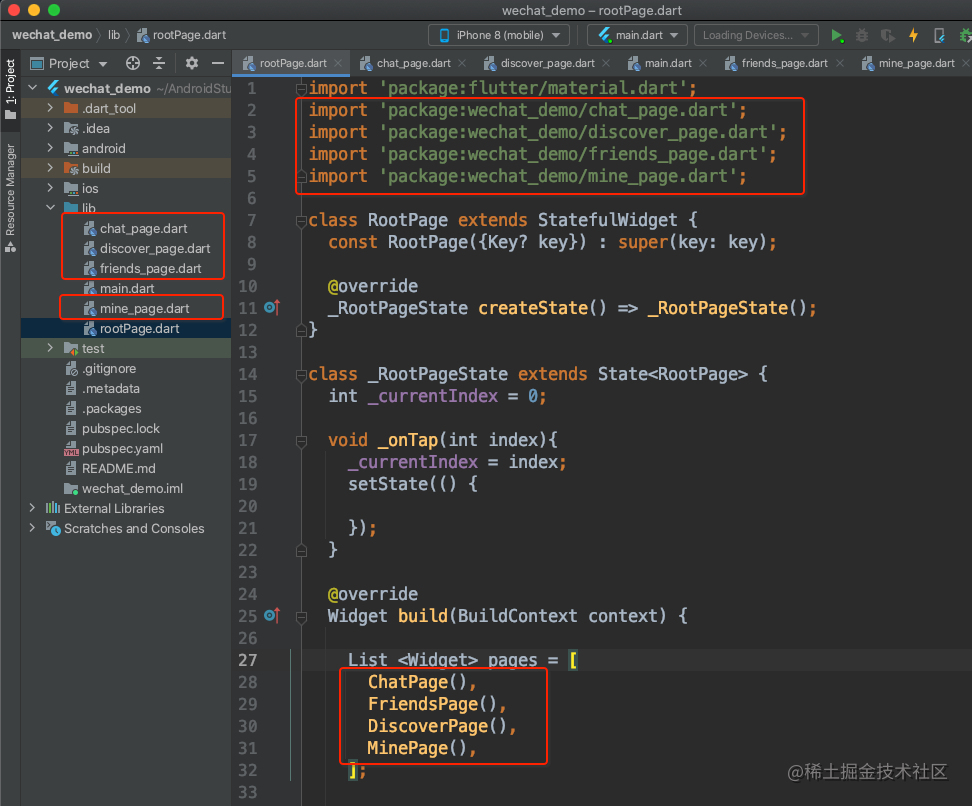 wechat_demo – rootPage.dart
wechat_demo lib rootPage.dart iPhone 8 (mobile) main.dart Loading Devices...
1: Project
Resource Manager
Project
wechat_demo ~/AndroidStu
.dart_tool
.idea
android
build
ios
lib
chat_page.dart
discover_page.dart
friends_page.dart
main.dart
mine_page.dart
rootPage.dart
test
.gitignore
.metadata
.packages
pubspec.lock
pubspec.yaml
README.md
wechat_demo.iml
External Libraries
Scratches and Consoles
rootPage.dart chat_page.dart discover_page.dart main.dart friends_page.dart mine_page.dart
1 import 'package:flutter/material.dart';
2 import 'package:wechat_demo/chat_page.dart';
3 import 'package:wechat_demo/discover_page.dart';
4 import 'package:wechat_demo/friends_page.dart';
5 import 'package:wechat_demo/mine_page.dart';
6
7 class RootPage extends StatefulWidget {
8 const RootPage({Key? key}) : super(key: key);
9
10 @override
11 _RootPageState createState() => _RootPageState();
12 }
13
14 class _RootPageState extends State<RootPage> {
15 int _currentIndex = 0;
16
17 void _onTap(int index){
18 _currentIndex = index;
19 setState(() {
20
21 });
22 }
23
24 @override
25 Widget build(BuildContext context) {
26
27 List <Widget> pages = [
28 ChatPage(),
29 FriendsPage(),
30 DiscoverPage(),
31 MinePage(),
32 ];
33
@稀土掘金技术社区